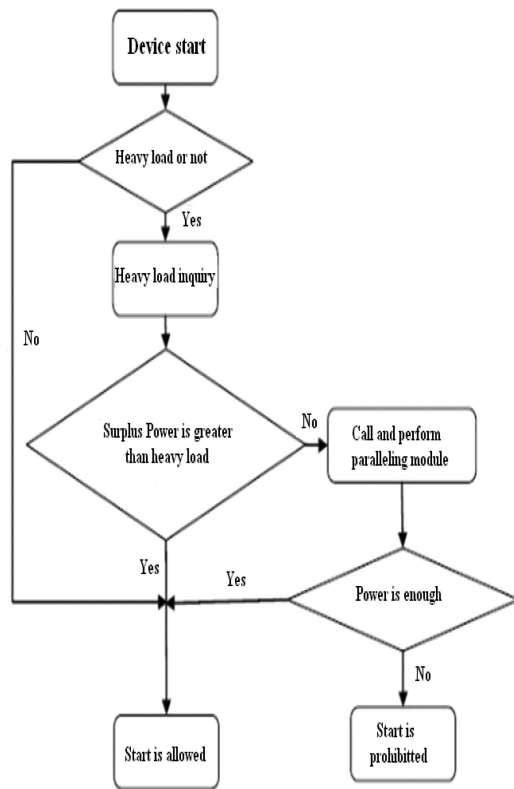 Device start
Heavy load or not
Yes
Heavy load inquiry
No
Surplus Power is greater
than heavy load
No
Call and perform
paralleling module
Yes
Yes
Power is enough
No
Start is allowed
Start is
prohibitted